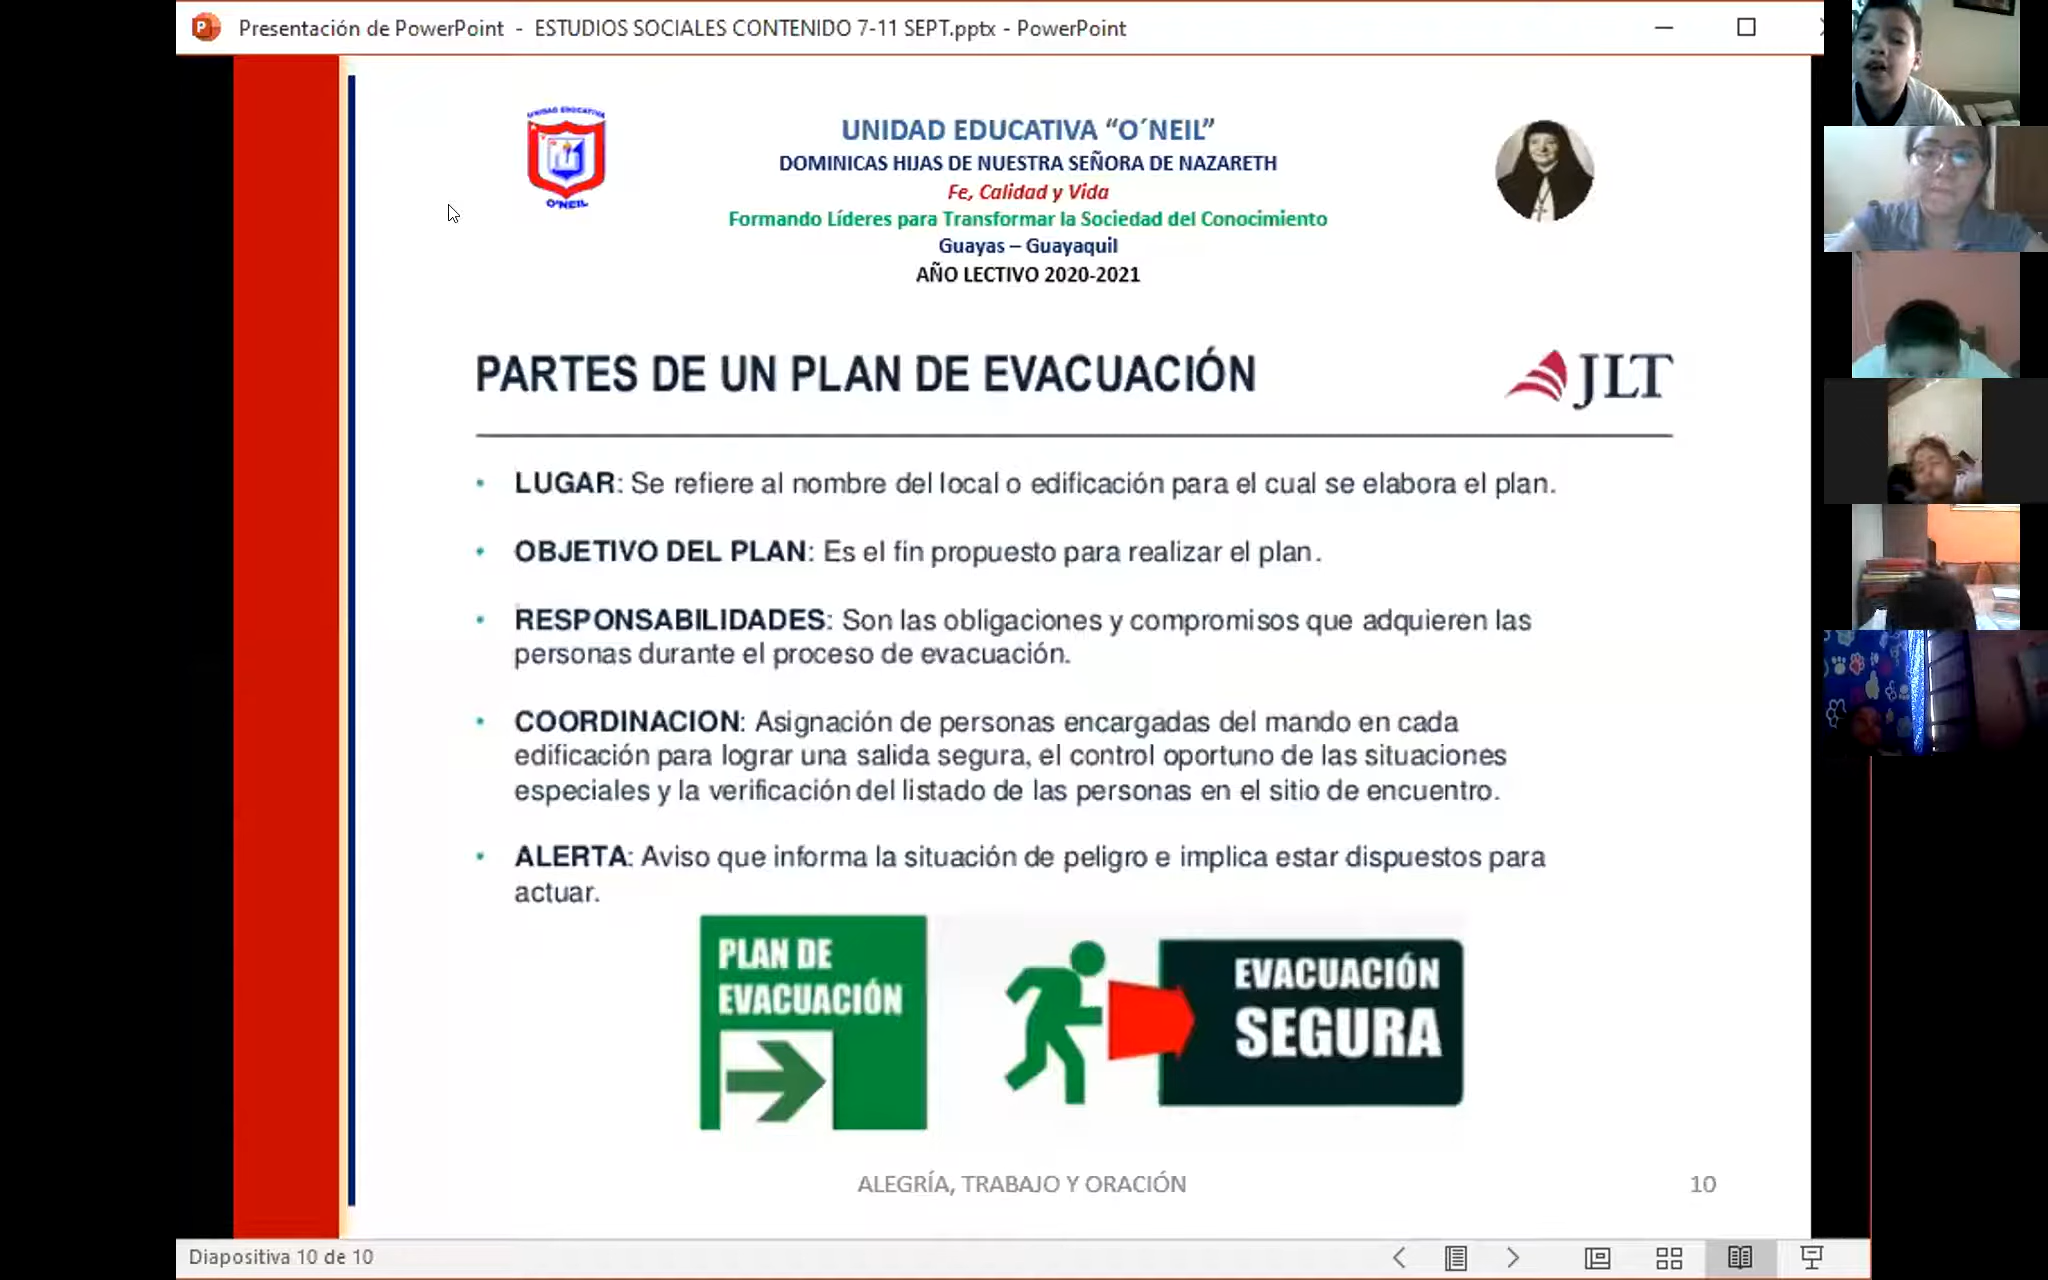 Presentación de PowerPoint - ESTUDIOS SOCIALES CONTENIDO 7-11 SEPT.pptx - PowerPoint
UNIDAD EDUCATIVA
O'NEIL
UNIDAD EDUCATIVA “O´NEIL”
DOMINICAS HIJAS DE NUESTRA SEÑORA DE NAZARETH
Fe, Calidad y Vida
Formando Líderes para Transformar la Sociedad del Conocimiento
Guayas – Guayaquil
AÑO LECTIVO 2020-2021
PARTES DE UN PLAN DE EVACUACIÓN
JLT
• LUGAR: Se refiere al nombre del local o edificación para el cual se elabora el plan.
• OBJETIVO DEL PLAN: Es el fin propuesto para realizar el plan.
• RESPONSABILIDADES: Son las obligaciones y compromisos que adquieren las
personas durante el proceso de evacuación.
• COORDINACION: Asignación de personas encargadas del mando en cada
edificación para lograr una salida segura, el control oportuno de las situaciones
especiales y la verificación del listado de las personas en el sitio de encuentro.
• ALERTA: Aviso que informa la situación de peligro e implica estar dispuestos para
actuar.
PLAN DE
EVACUACIÓN
EVACUACIÓN
SEGURA
ALEGRÍA, TRABAJO Y ORACIÓN
10
Diapositiva 10 de 10